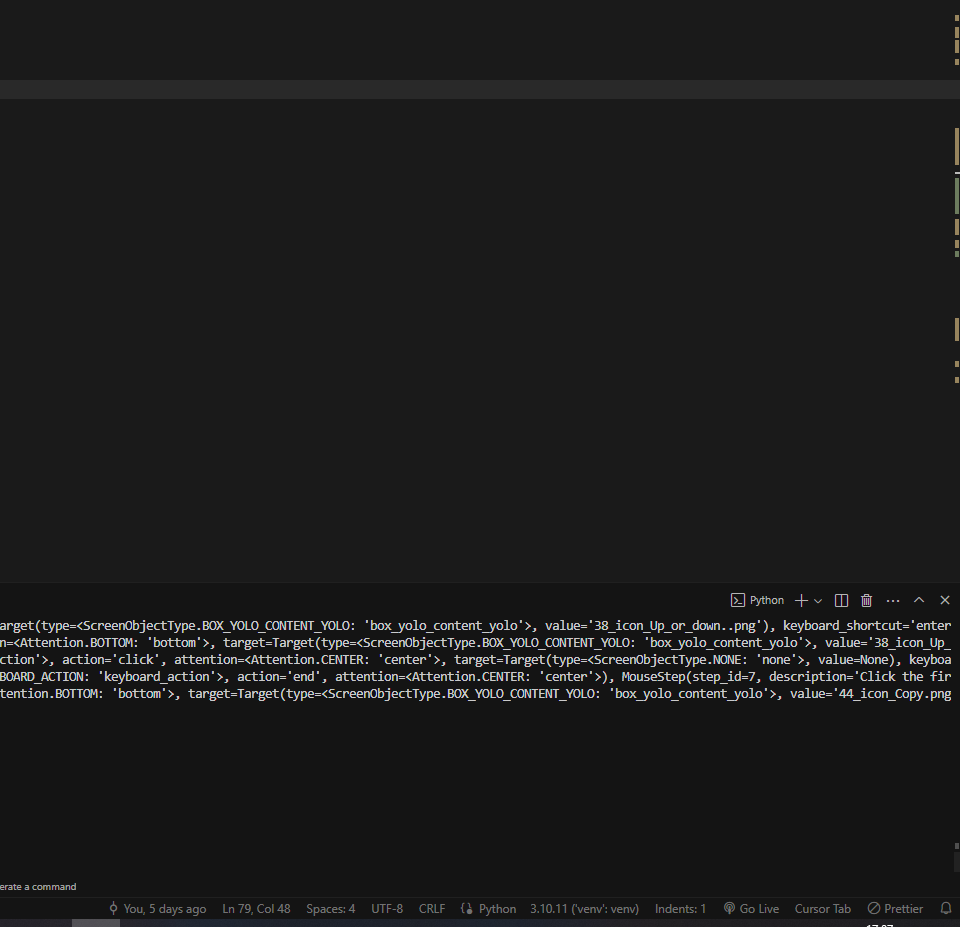 Python
arget(type=<ScreenObjectType.BOX_YOLO_CONTENT_YOLO: 'box_yolo_content_yolo'>, value='38_icon_Up_or_down..png'), keyboard_shortcut='enter
n=<Attention.BOTTOM: 'bottom'>, target=Target(type=<ScreenObjectType.BOX_YOLO_CONTENT_YOLO: 'box_yolo_content_yolo'>, value='38_icon_Up_
ction'>, action='click', attention=<Attention.CENTER: 'center'>, target=Target(type=<ScreenObjectType.NONE: 'none'>, value=None), keyboa
BOARD_ACTION: 'keyboard_action'>, action='end', attention=<Attention.CENTER: 'center'>), MouseStep(step_id=7, description='Click the fir
tention.BOTTOM: 'bottom'>, target=Target(type=<ScreenObjectType.BOX_YOLO_CONTENT_YOLO: 'box_yolo_content_yolo'>, value='44_icon_Copy.png
erate a command
You, 5 days ago Ln 79, Col 48 Spaces: 4 UTF-8 CRLF Python 3.10.11 ('venv': venv) Indents: 1 Go Live Cursor Tab Prettier